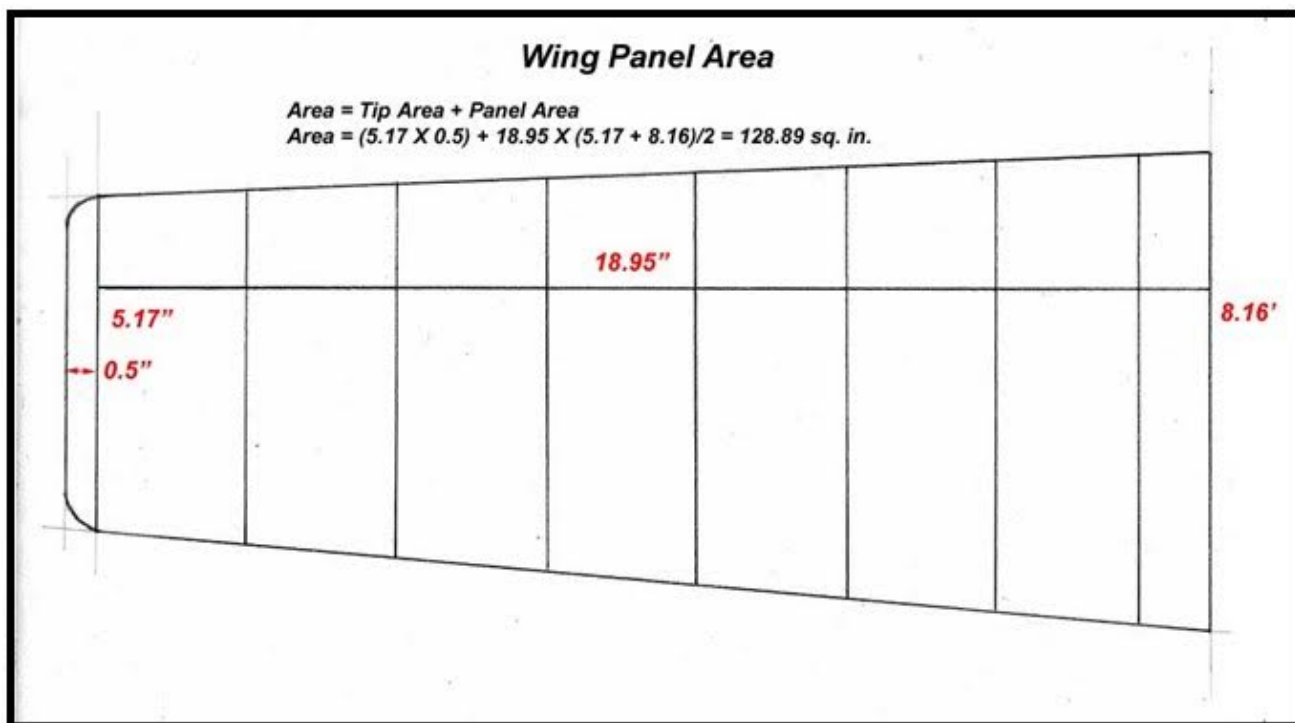 Wing Panel Area
Area = Tip Area + Panel Area
Area = (5.17 X 0.5) + 18.95 X (5.17 + 8.16)/2 = 128.89 sq. in.
18.95”
5.17”
8.16’
0.5”